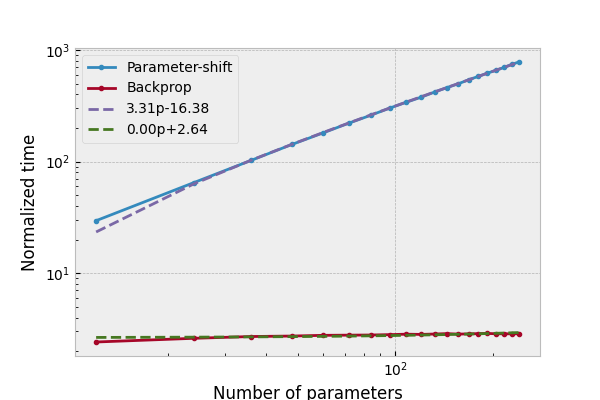 10³
10²
10¹
Parameter-shift
Backprop
3.31p-16.38
0.00p+2.64
Normalized time
10²
Number of parameters